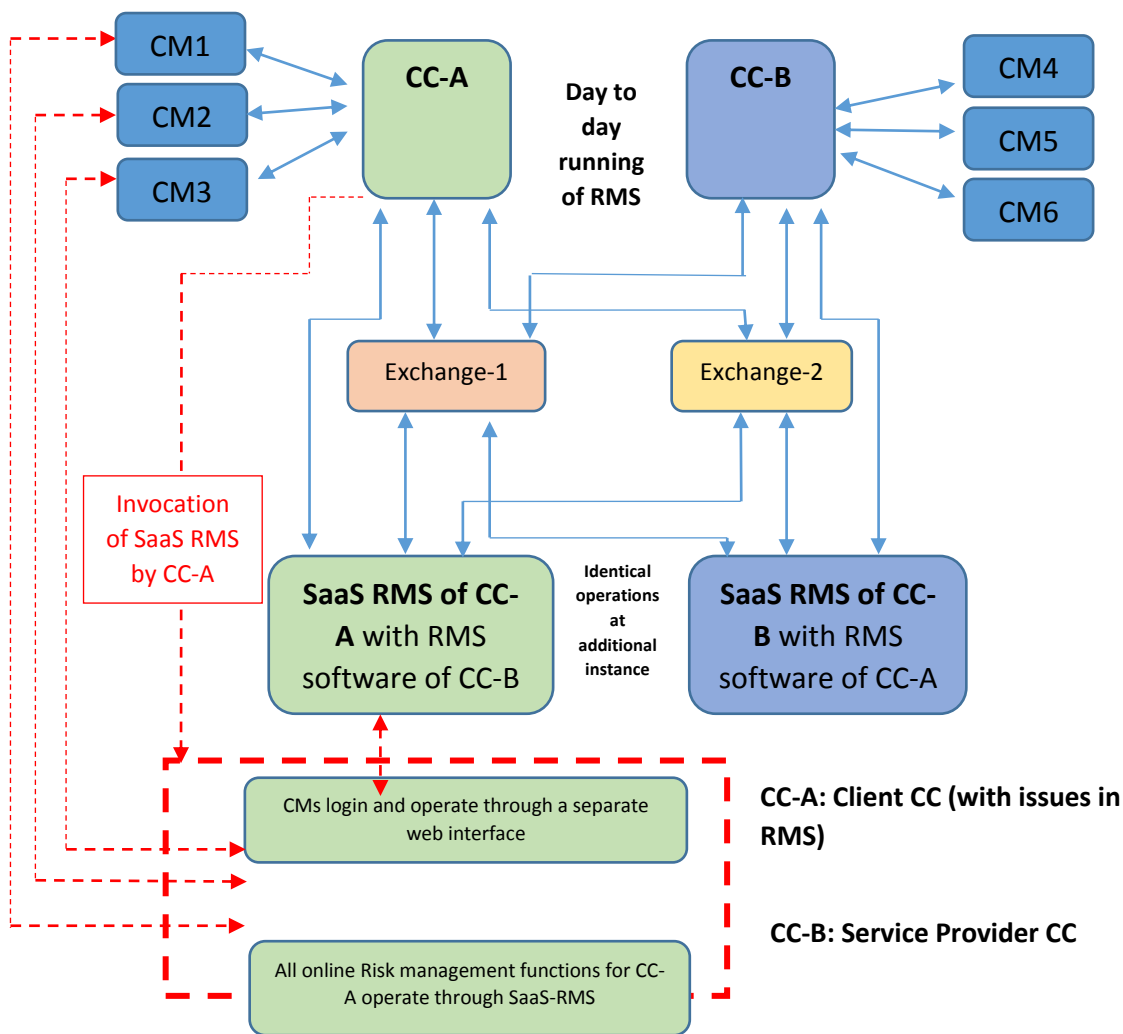 CM1
CM2
CM3
CC-A
Day to
day
running
of RMS
CC-B
CM4
CM5
CM6
Exchange-1
Exchange-2
Invocation
of SaaS RMS
by CC-A
SaaS RMS of CC-
A with RMS
software of CC-B
Identical
operations
at
additional
instance
SaaS RMS of CC-
B with RMS
software of CC-A
CMs login and operate through a separate
web interface
CC-A: Client CC (with issues in
RMS)
CC-B: Service Provider CC
All online Risk management functions for CC-
A operate through SaaS-RMS